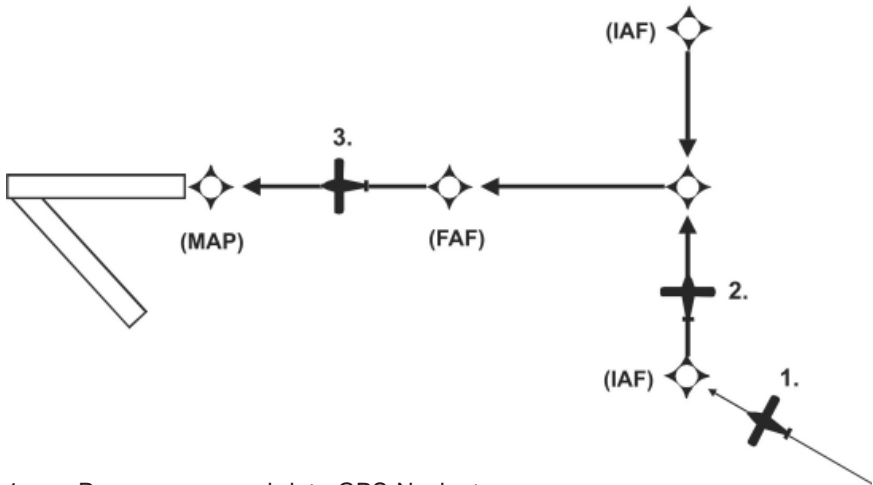 (IAF)
3.
(MAP)
(FAF)
2.
(IAF)
1.